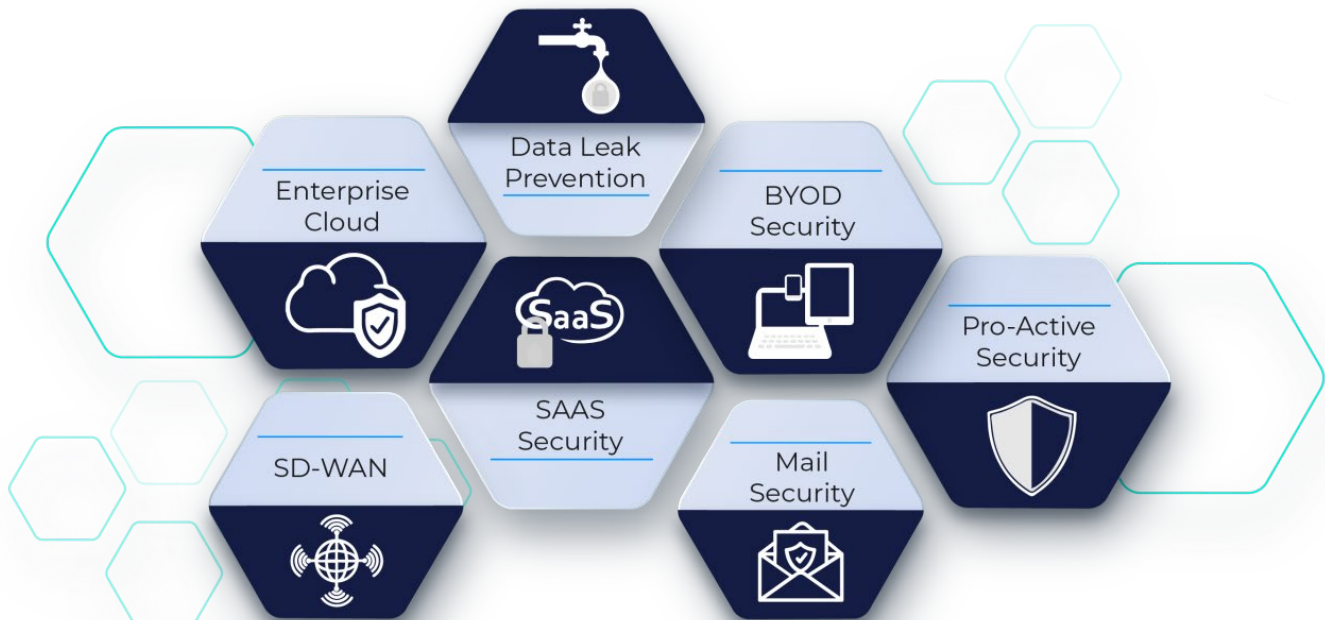 Data Leak
Prevention
Enterprise
Cloud
BYOD
Security
SaaS
SAAS
Security
Pro-Active
Security
SD-WAN
Mail
Security